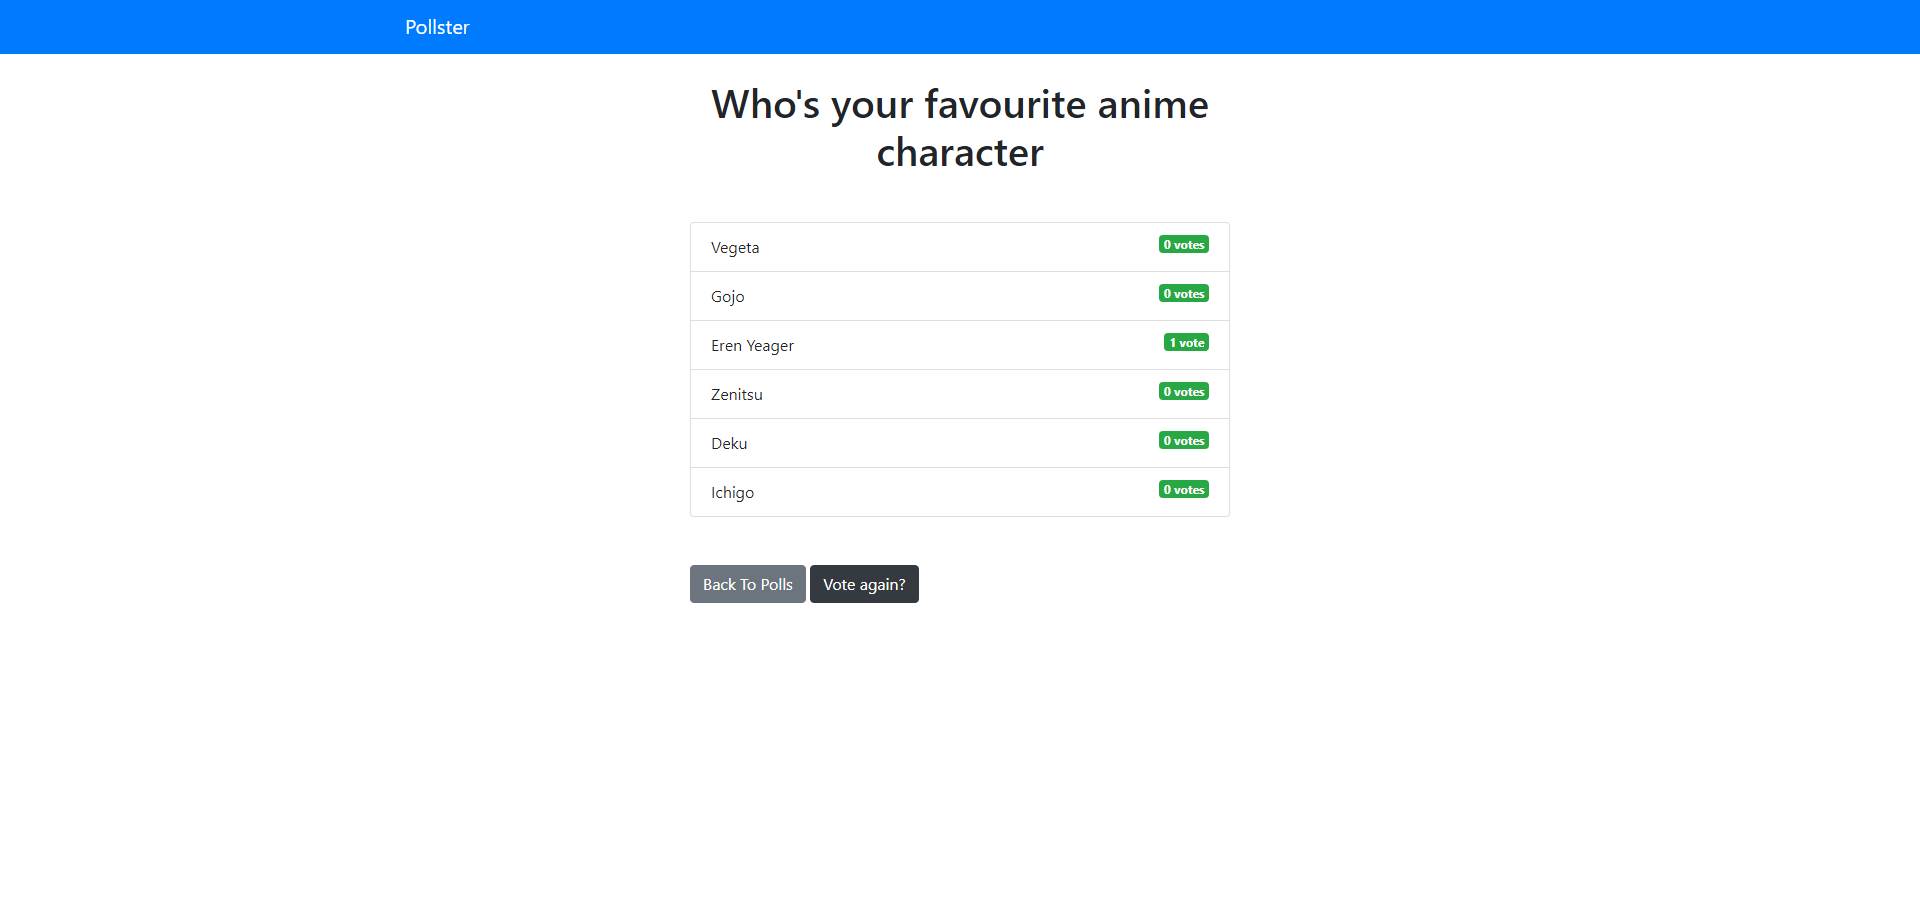 Pollster
Who's your favourite anime
character
Vegeta 0 votes
Gojo 0 votes
Eren Yeager 1 vote
Zenitsu 0 votes
Deku 0 votes
Ichigo 0 votes
Back To Polls Vote again?